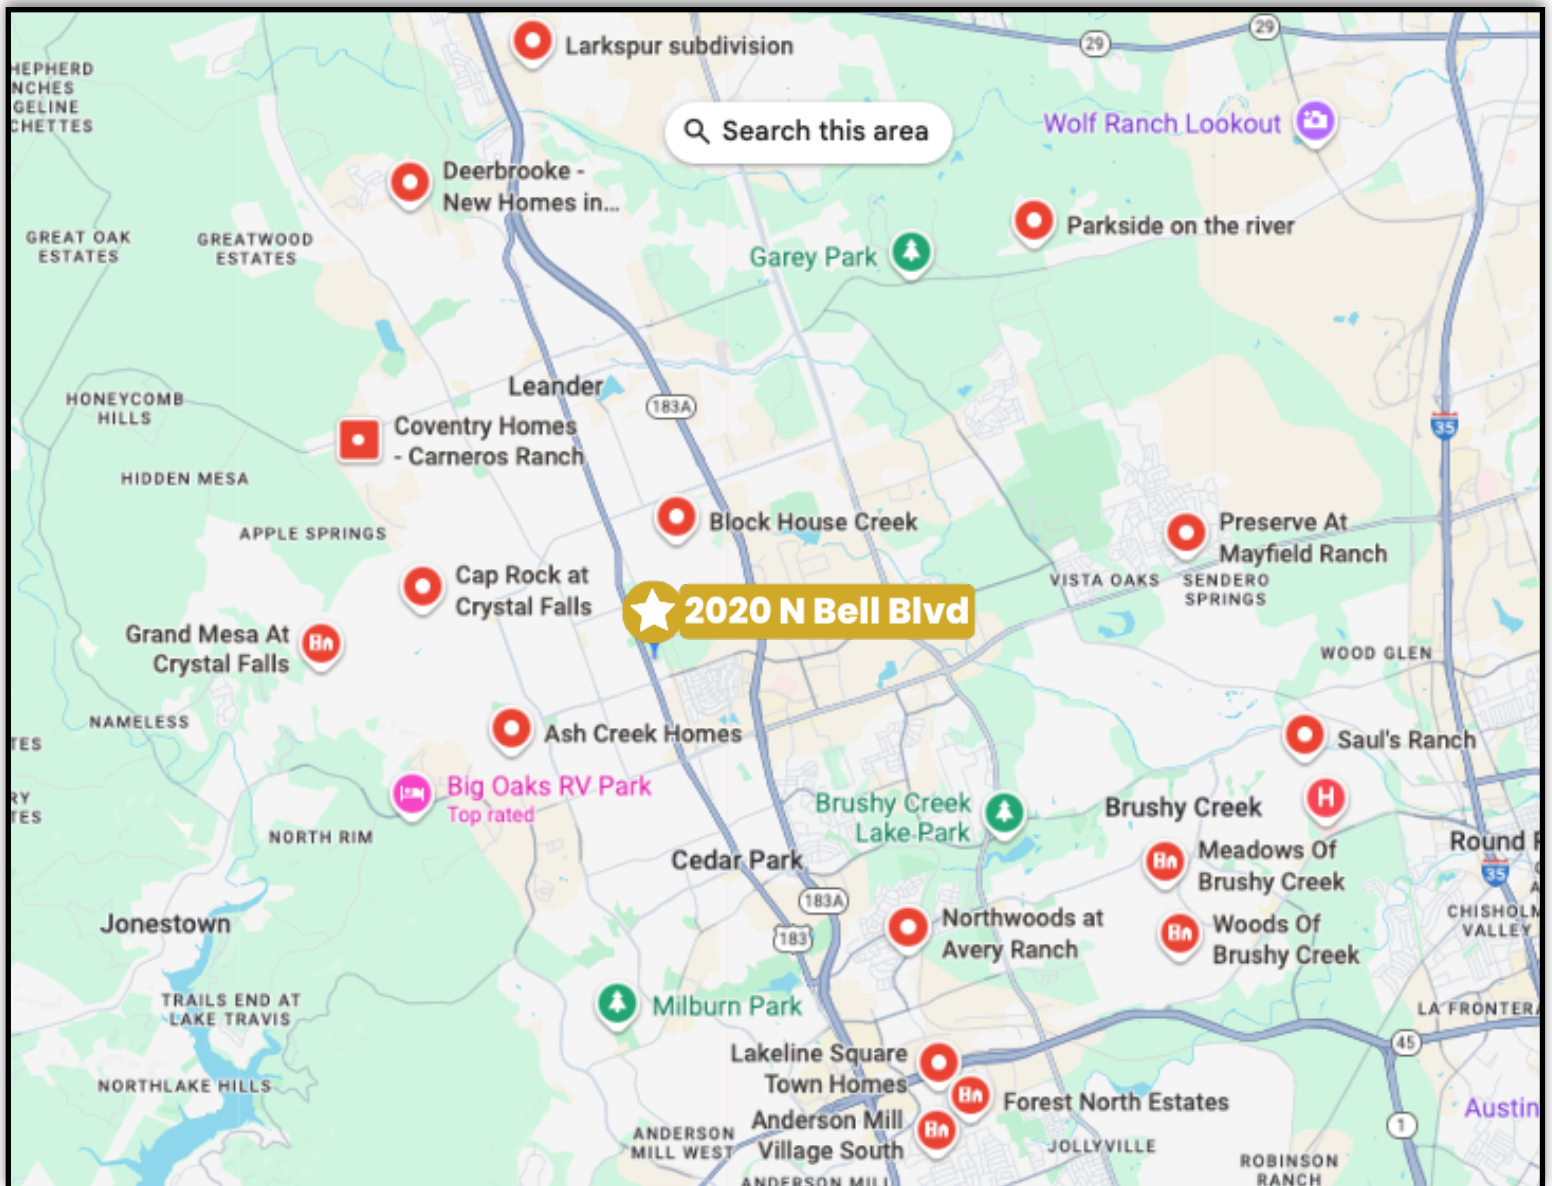 Larkspur subdivision
29
29
HEPHERD
NCHES
GELINE
CHETTES
Search this area
Wolf Ranch Lookout
Deerbrooke -
New Homes in...
Parkside on the river
GREAT OAK
ESTATES
GREATWOOD
ESTATES
Garey Park
Leander
183A
HONEYCOMB
HILLS
Coventry Homes
- Carneros Ranch
35
HIDDEN MESA
APPLE SPRINGS
Block House Creek
Preserve At
Mayfield Ranch
VISTA OAKS
SENDERO
SPRINGS
Cap Rock at
Crystal Falls
2020 N Bell Blvd
Grand Mesa At
Crystal Falls
WOOD GLEN
NAMELESS
TES
Ash Creek Homes
Saul's Ranch
Big Oaks RV Park
Top rated
RY
TES
Brushy Creek
Lake Park
Brushy Creek
H
NORTH RIM
Cedar Park
Meadows Of
Brushy Creek
Round R
35
183A
183
Jonestown
Northwoods at
Avery Ranch
Woods Of
Brushy Creek
CHISHOLM
VALLEY
TRAILS END AT
LAKE TRAVIS
Milburn Park
LA FRONTERA
45
Lakeline Square
Town Homes
NORTHLAKE HILLS
Forest North Estates
Austin
1
Anderson Mill
Village South
ANDERSON
MILL WEST
JOLLYVILLE
ROBINSON
RANCH
ANDERSON MILL